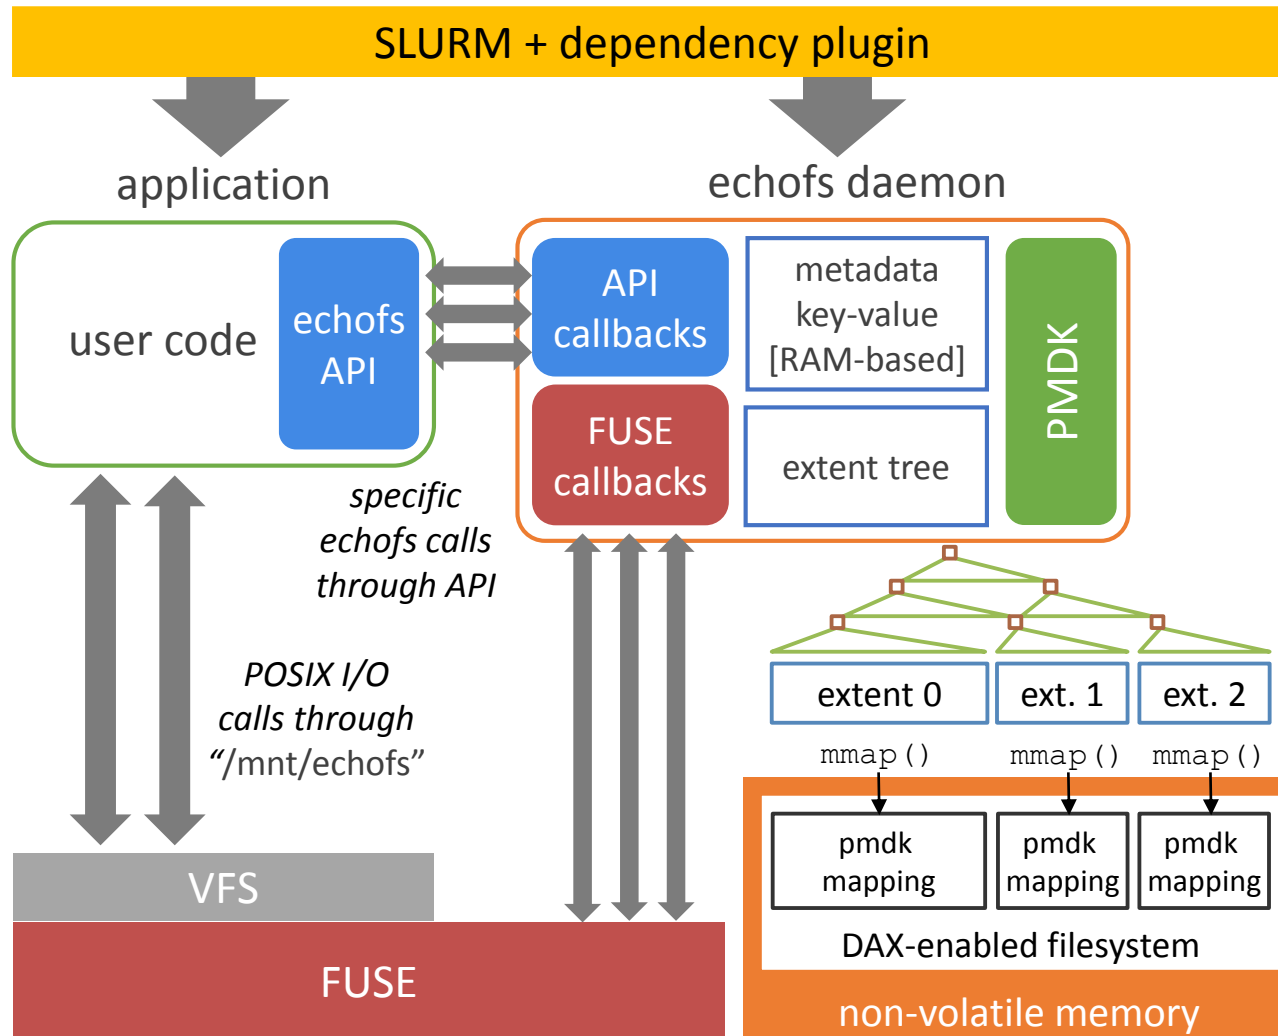 SLURM + dependency plugin
application
echofs daemon
user code
echofs
API
API
callbacks
metadata
key-value
[RAM-based]
PMDK
FUSE
callbacks
extent tree
specific
echofs calls
through API
POSIX I/O
calls through
“/mnt/echofs”
extent 0
ext. 1
ext. 2
mmap()
mmap()
mmap()
pmdk
mapping
pmdk
mapping
pmdk
mapping
DAX-enabled filesystem
non-volatile memory
VFS
FUSE